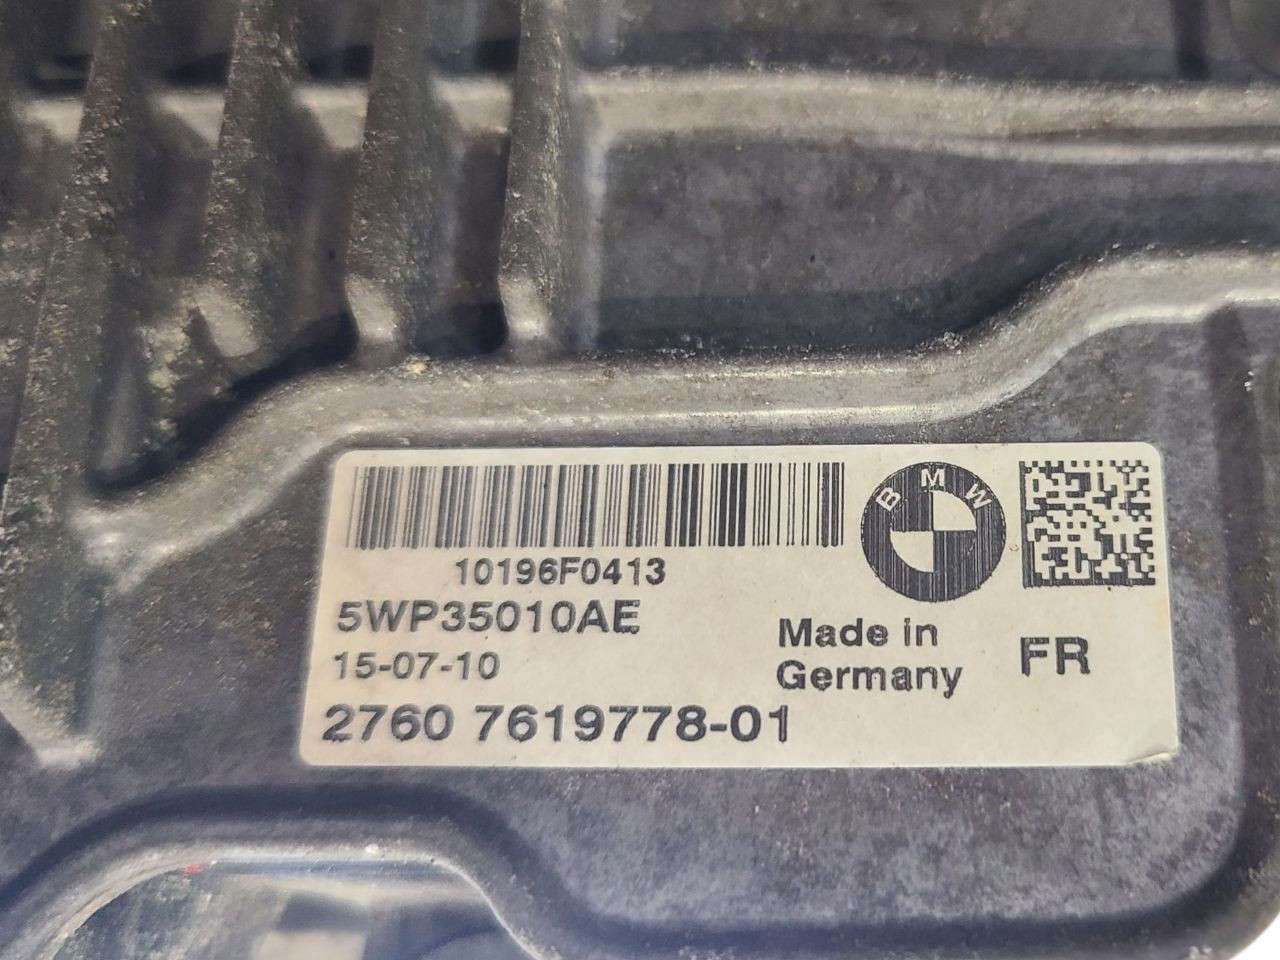 BMW
10196F0413
5WP35010AE
15-07-10
Made in
Germany
FR
2760 7619778-01